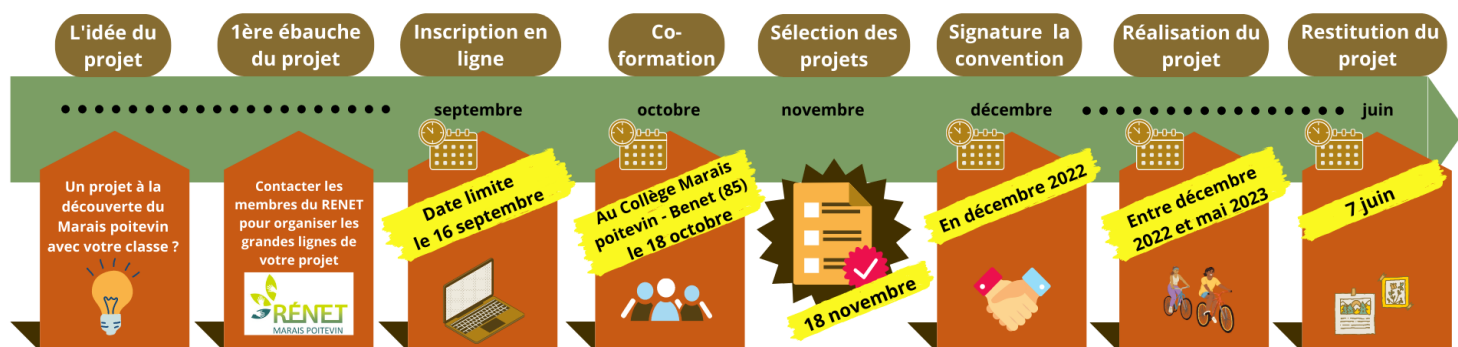 L'idée du
projet
1ère ébauche
du projet
Inscription en
ligne
Co-
formation
Sélection des
projets
Signature la
convention
Réalisation du
projet
Restitution du
projet
septembre
octobre
novembre
décembre
juin
Un projet à la
découverte du
Marais poitevin
avec votre classe ?
Contacter les
membres du RENET
pour organiser les
grandes lignes de
votre projet
RÉNET
MARAIS POITEVIN
Date limite
le 16 septembre
Au Collège Marais
poitevin - Benet (85)
le 18 octobre
18 novembre
En décembre 2022
Entre décembre
2022 et mai 2023
7 juin